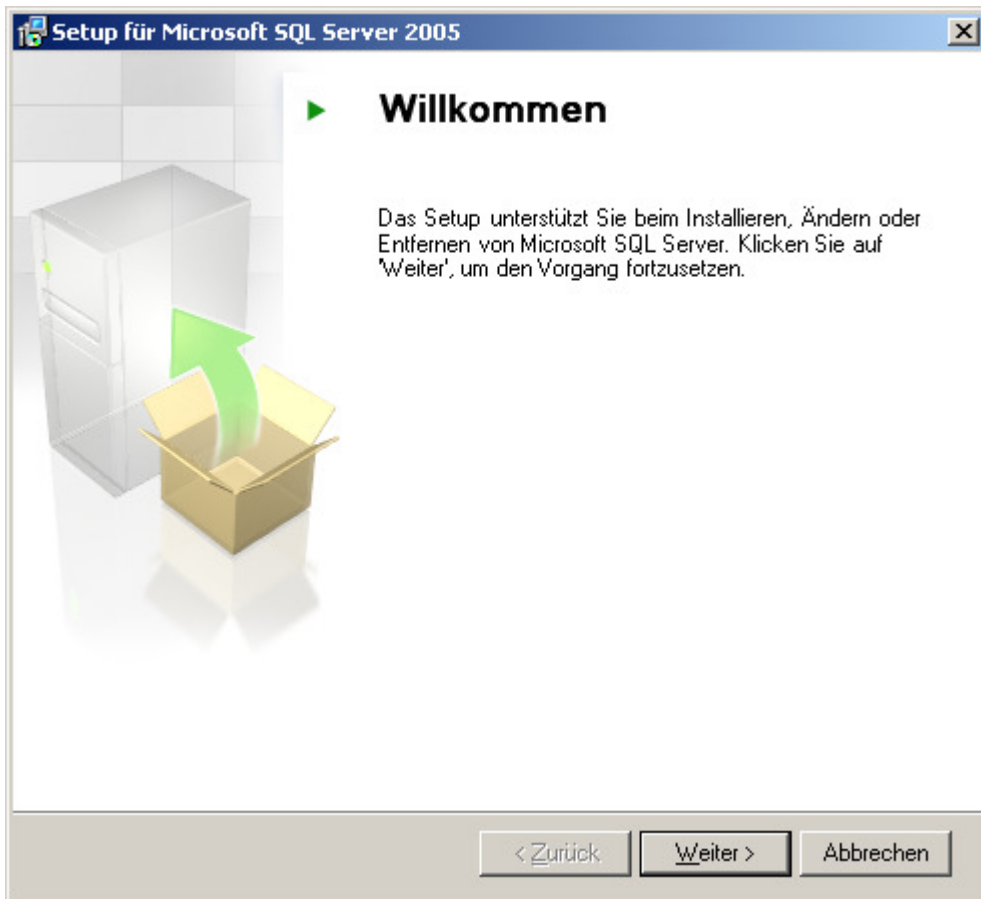 Setup für Microsoft SQL Server 2005
Willkommen
Das Setup unterstützt Sie beim Installieren, Ändern oder
Entfernen von Microsoft SQL Server. Klicken Sie auf
'Weiter', um den Vorgang fortzusetzen.
< Zurück
Weiter >
Abbrechen